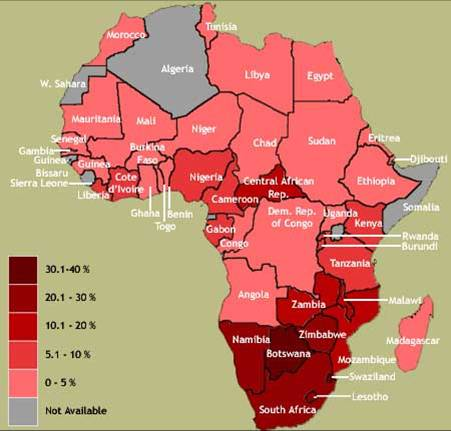 Morocco
Tunisia
Algeria
Libya
Egypt
W. Sahara
Mauritania
Mali
Niger
Chad
Sudan
Eritrea
Djibouti
Senegal
Gambia
Guinea
Bissaru
Guinea
Sierra Leone
Liberia
Burkina
Faso
Cote
d'Ivoire
Ghana
Togo
Benin
Nigeria
Cameroon
Central African
Rep.
Ethiopia
Somalia
Gabon
Congo
Dem. Rep
of Congo
Uganda
Kenya
Rwanda
Burundi
Tanzania
Angola
Zambia
Malawi
Zimbabwe
Mozambique
Madagascar
Namibia
Botswana
Swaziland
Lesotho
South Africa
30.1-40 %
20.1 - 30 %
10.1 - 20 %
5.1 - 10 %
0 - 5 %
Not Available